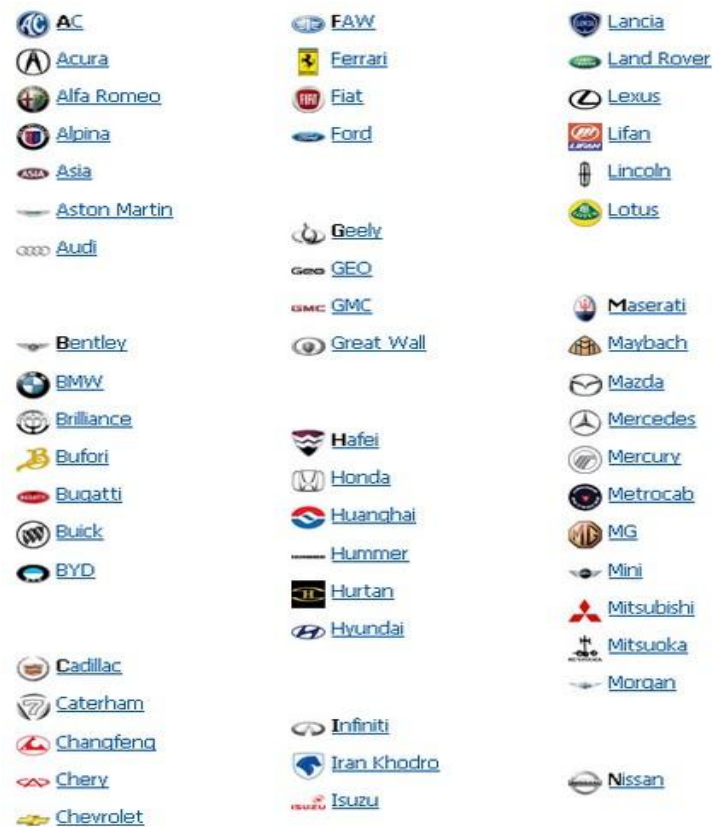 AC
Acura
Alfa Romeo
Alpina
Asia
Aston Martin
Audi
Bentley
BMW
Brilliance
Bufori
Bugatti
Buick
BYD
Cadillac
Caterham
Changfeng
Chery
Chevrolet
FAW
Ferrari
Fiat
Ford
Geely
GEO
GMC
Great Wall
Hafei
Honda
Huanghai
Hummer
Hurtan
Hyundai
Infiniti
Iran Khodro
Isuzu
Lancia
Land Rover
Lexus
Lifan
Lincoln
Lotus
Maserati
Maybach
Mazda
Mercedes
Mercury
Metrocab
MG
Mini
Mitsubishi
Mitsuoka
Morgan
Nissan